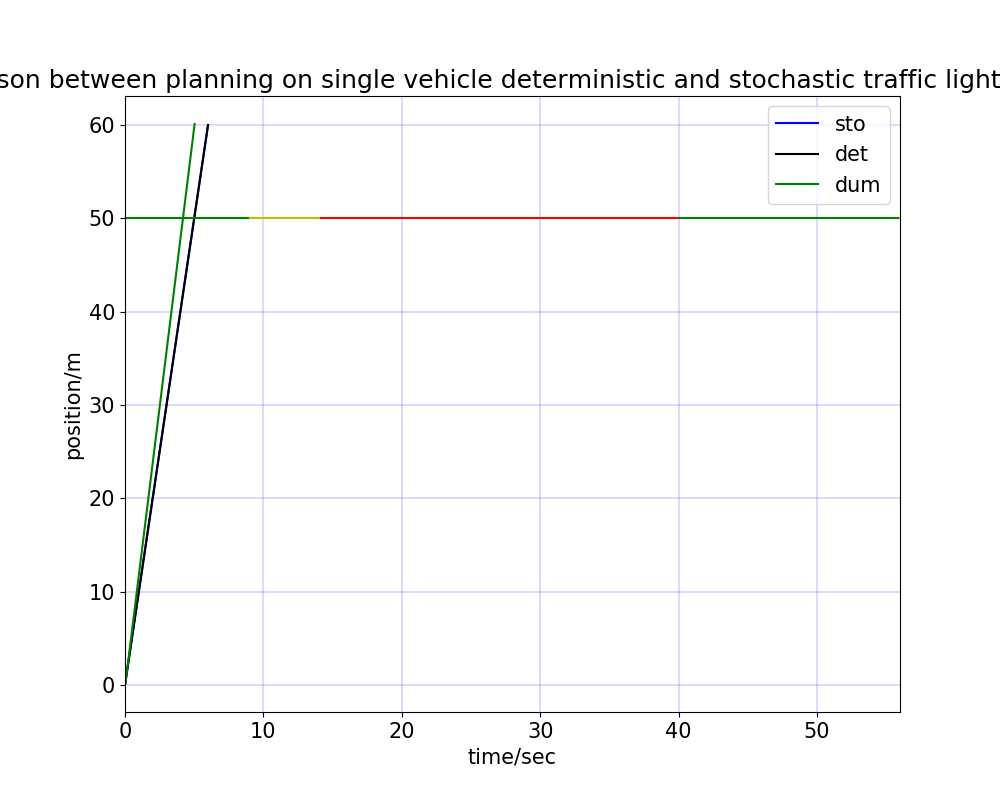 son between planning on single vehicle deterministic and stochastic traffic light
sto
det
dum
60
50
40
30
20
10
0
position/m
0 10 20 30 40 50
time/sec